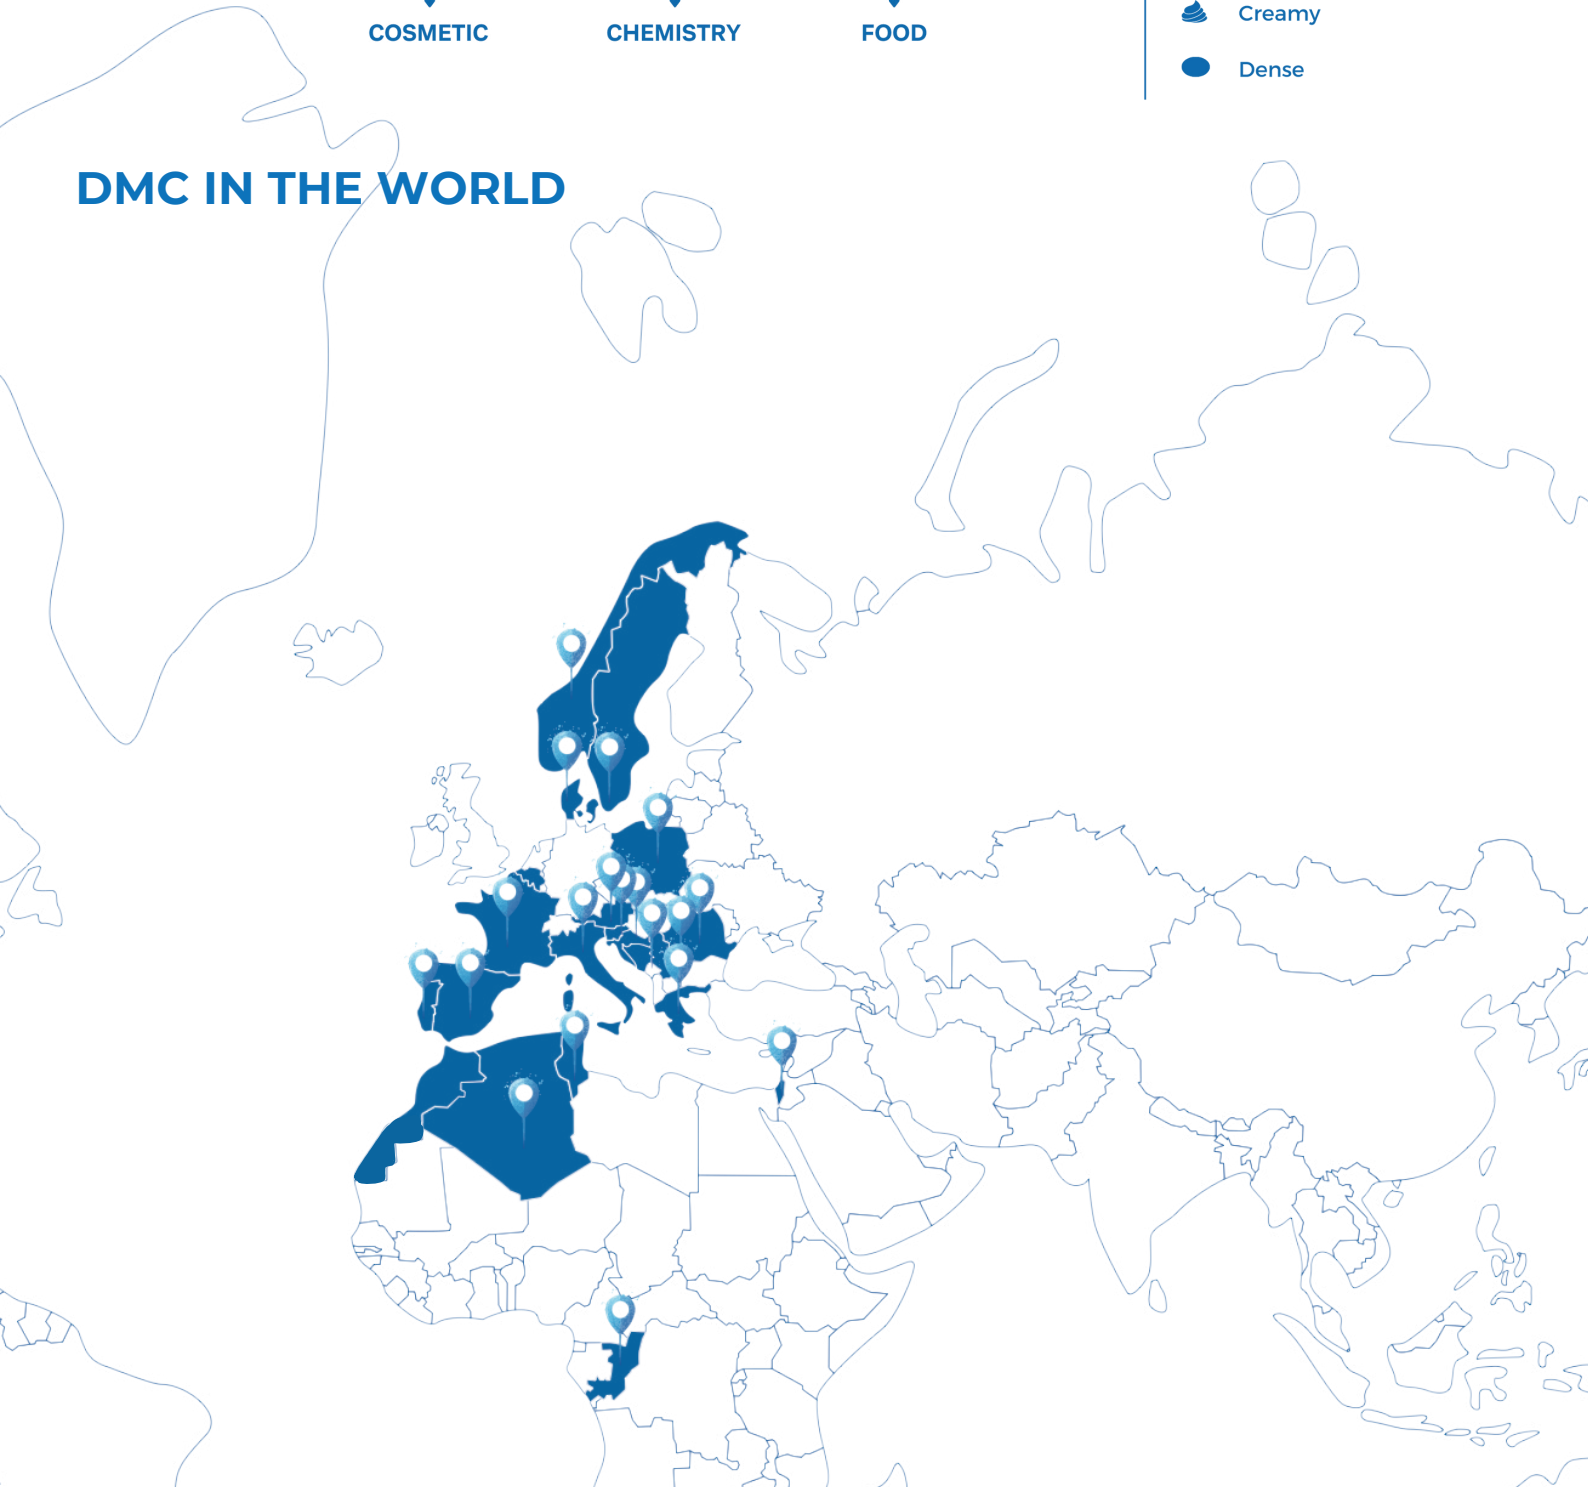 COSMETIC
CHEMISTRY
FOOD
Creamy
Dense
DMC IN THE WORLD